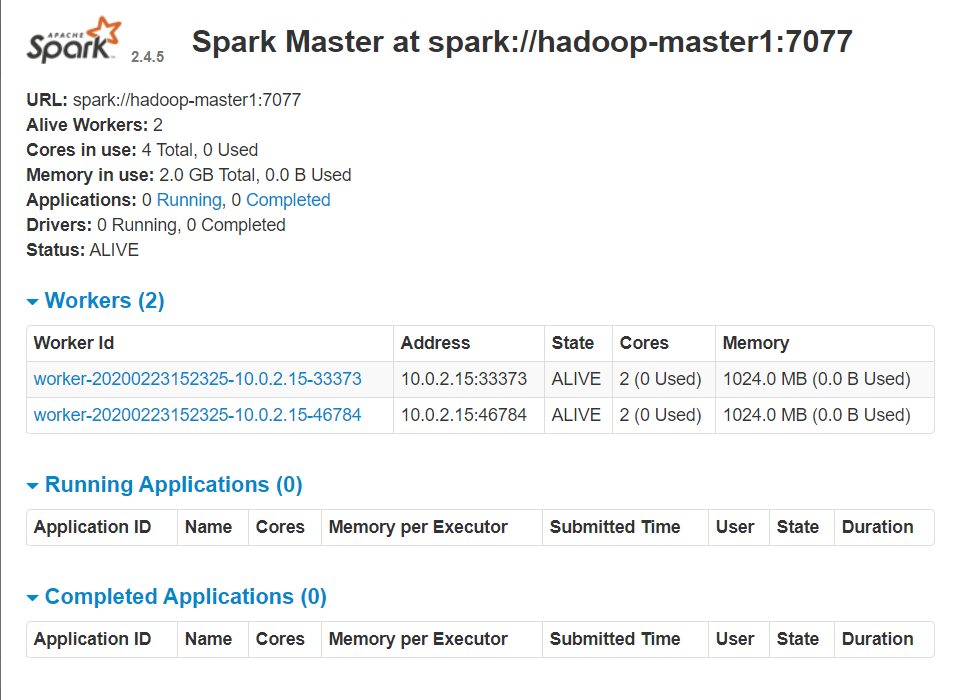 APACHE
Spark 2.4.5 Spark Master at spark://hadoop-master1:7077
URL: spark://hadoop-master1:7077
Alive Workers: 2
Cores in use: 4 Total, 0 Used
Memory in use: 2.0 GB Total, 0.0 B Used
Applications: 0 Running, 0 Completed
Drivers: 0 Running, 0 Completed
Status: ALIVE
Workers (2)
Worker Id Address State Cores Memory
worker-20200223152325-10.0.2.15-33373 10.0.2.15:33373 ALIVE 2 (0 Used) 1024.0 MB (0.0 B Used)
worker-20200223152325-10.0.2.15-46784 10.0.2.15:46784 ALIVE 2 (0 Used) 1024.0 MB (0.0 B Used)
Running Applications (0)
Application ID Name Cores Memory per Executor Submitted Time User State Duration
Completed Applications (0)
Application ID Name Cores Memory per Executor Submitted Time User State Duration